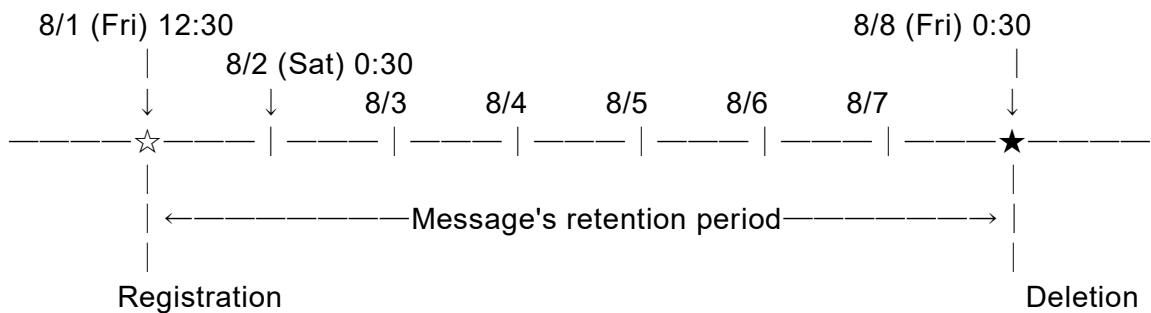 8/1 (Fri) 12:30 8/8 (Fri) 0:30
8/2 (Sat) 0:30
8/3 8/4 8/5 8/6 8/7
Message's retention period
Registration Deletion